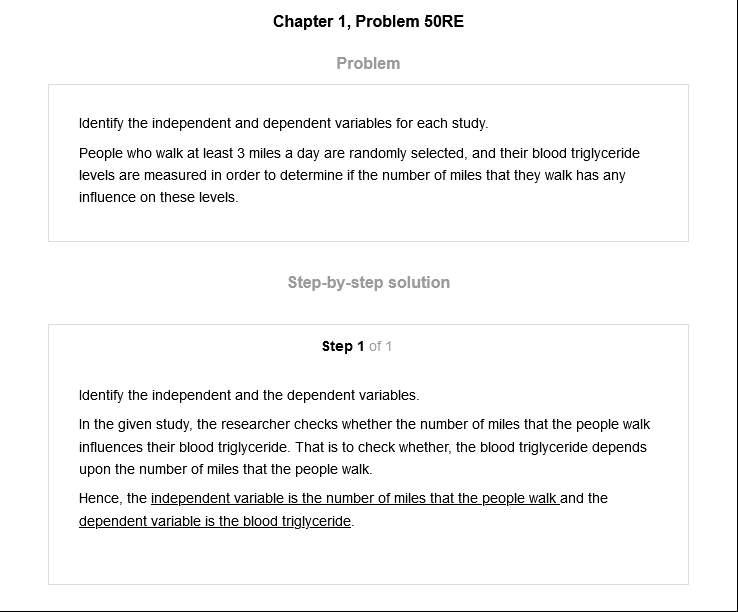 Chapter 1, Problem 50RE
Problem
Identify the independent and dependent variables for each study.
People who walk at least 3 miles a day are randomly selected, and their blood triglyceride
levels are measured in order to determine if the number of miles that they walk has any
influence on these levels.
Step-by-step solution
Step 1 of 1
Identify the independent and the dependent variables.
In the given study, the researcher checks whether the number of miles that the people walk
influences their blood triglyceride. That is to check whether, the blood triglyceride depends
upon the number of miles that the people walk.
Hence, the independent variable is the number of miles that the people walk and the
dependent variable is the blood triglyceride.